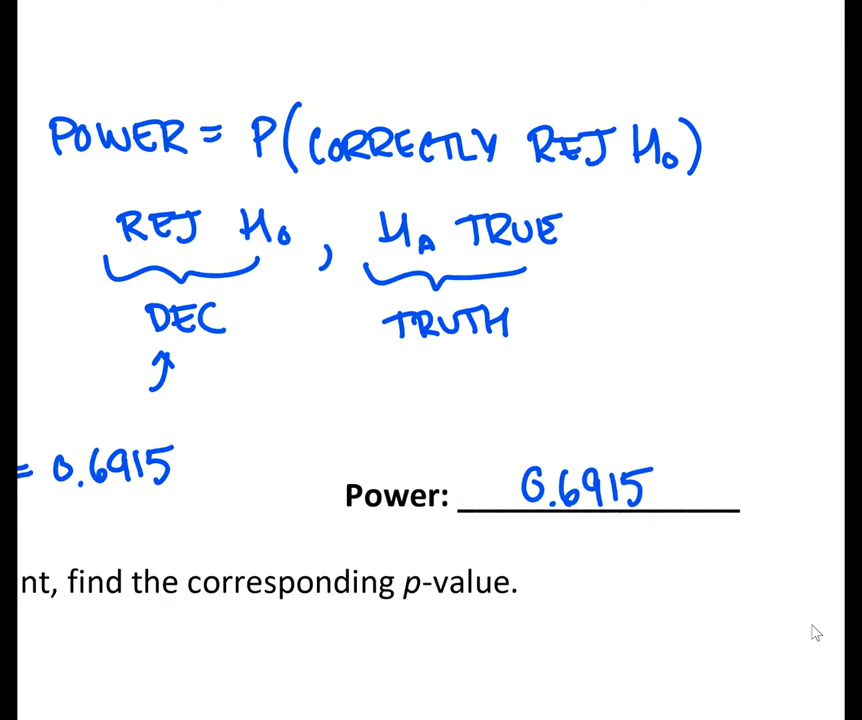 POWER = P(CORRECTLY REJ H₀)
REJ H₀ , Hₐ TRUE
DEC TRUTH
= 0.6915
Power: 0.6915
nt, find the corresponding p-value.